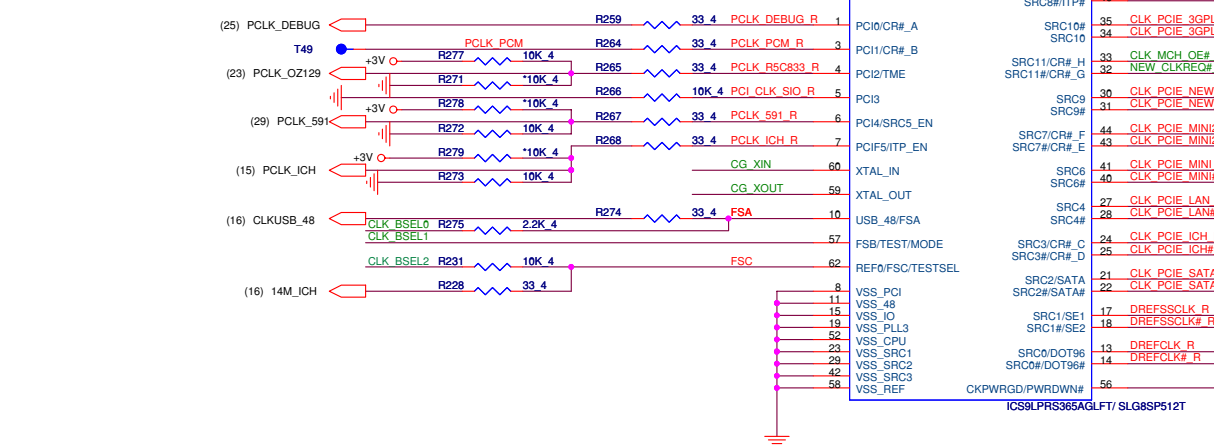 SRC8#/ITP#
(25) PCLK_DEBUG R259 33_4 PCLK_DEBUG_R 1 PCI0/CR#_A SRC10# 35 CLK_PCIE_3GPL
SRC10 34 CLK_PCIE_3GPL
T49 PCLK_PCM R264 33_4 PCLK_PCM_R 3 PCI1/CR#_B
+3V R277 10K_4 SRC11/CR#_H 33 CLK_MCH_OE#
(23) PCLK_OZ129 R265 33_4 PCLK_R5C833_R 4 PCI2/TME SRC11#/CR#_G 32 NEW_CLKREQ#
R271 *10K_4
R266 10K_4 PCI_CLK_SIO_R 5 PCI3 SRC9 30 CLK_PCIE_NEW
+3V R278 *10K_4 SRC9# 31 CLK_PCIE_NEW
(29) PCLK_591 R267 33_4 PCLK_591_R 6 PCI4/SRC5_EN
R272 10K_4 SRC7/CR#_F 44 CLK_PCIE_MINI2
R268 33_4 PCLK_ICH_R 7 PCIF5/ITP_EN SRC7#/CR#_E 43 CLK_PCIE_MINI2
+3V R279 *10K_4
(15) PCLK_ICH CG_XIN 60 XTAL_IN SRC6 41 CLK_PCIE_MINI
R273 10K_4 SRC6# 40 CLK_PCIE_MINI#
CG_XOUT 59 XTAL_OUT
SRC4 27 CLK_PCIE_LAN
(16) CLKUSB_48 R274 33_4 FSA 10 USB_48/FSA SRC4# 28 CLK_PCIE_LAN#
CLK_BSEL0 R275 2.2K_4
CLK_BSEL1 57 FSB/TEST/MODE SRC3/CR#_C 24 CLK_PCIE_ICH
SRC3#/CR#_D 25 CLK_PCIE_ICH#
CLK_BSEL2 R231 10K_4 FSC 62 REF0/FSC/TESTSEL
SRC2/SATA 21 CLK_PCIE_SATA
(16) 14M_ICH R228 33_4 8 VSS_PCI SRC2#/SATA# 22 CLK_PCIE_SATA
11 VSS_48
15 VSS_IO SRC1/SE1 17 DREFSSCLK_R
19 VSS_PLL3 SRC1#/SE2 18 DREFSSCLK#_R
52 VSS_CPU
23 VSS_SRC1 SRC0/DOT96 13 DREFCLK_R
29 VSS_SRC2 SRC0#/DOT96# 14 DREFCLK#_R
42 VSS_SRC3
58 VSS_REF CKPWRGD/PWRDWN# 56
ICS9LPRS365AGLFT/ SLG8SP512T